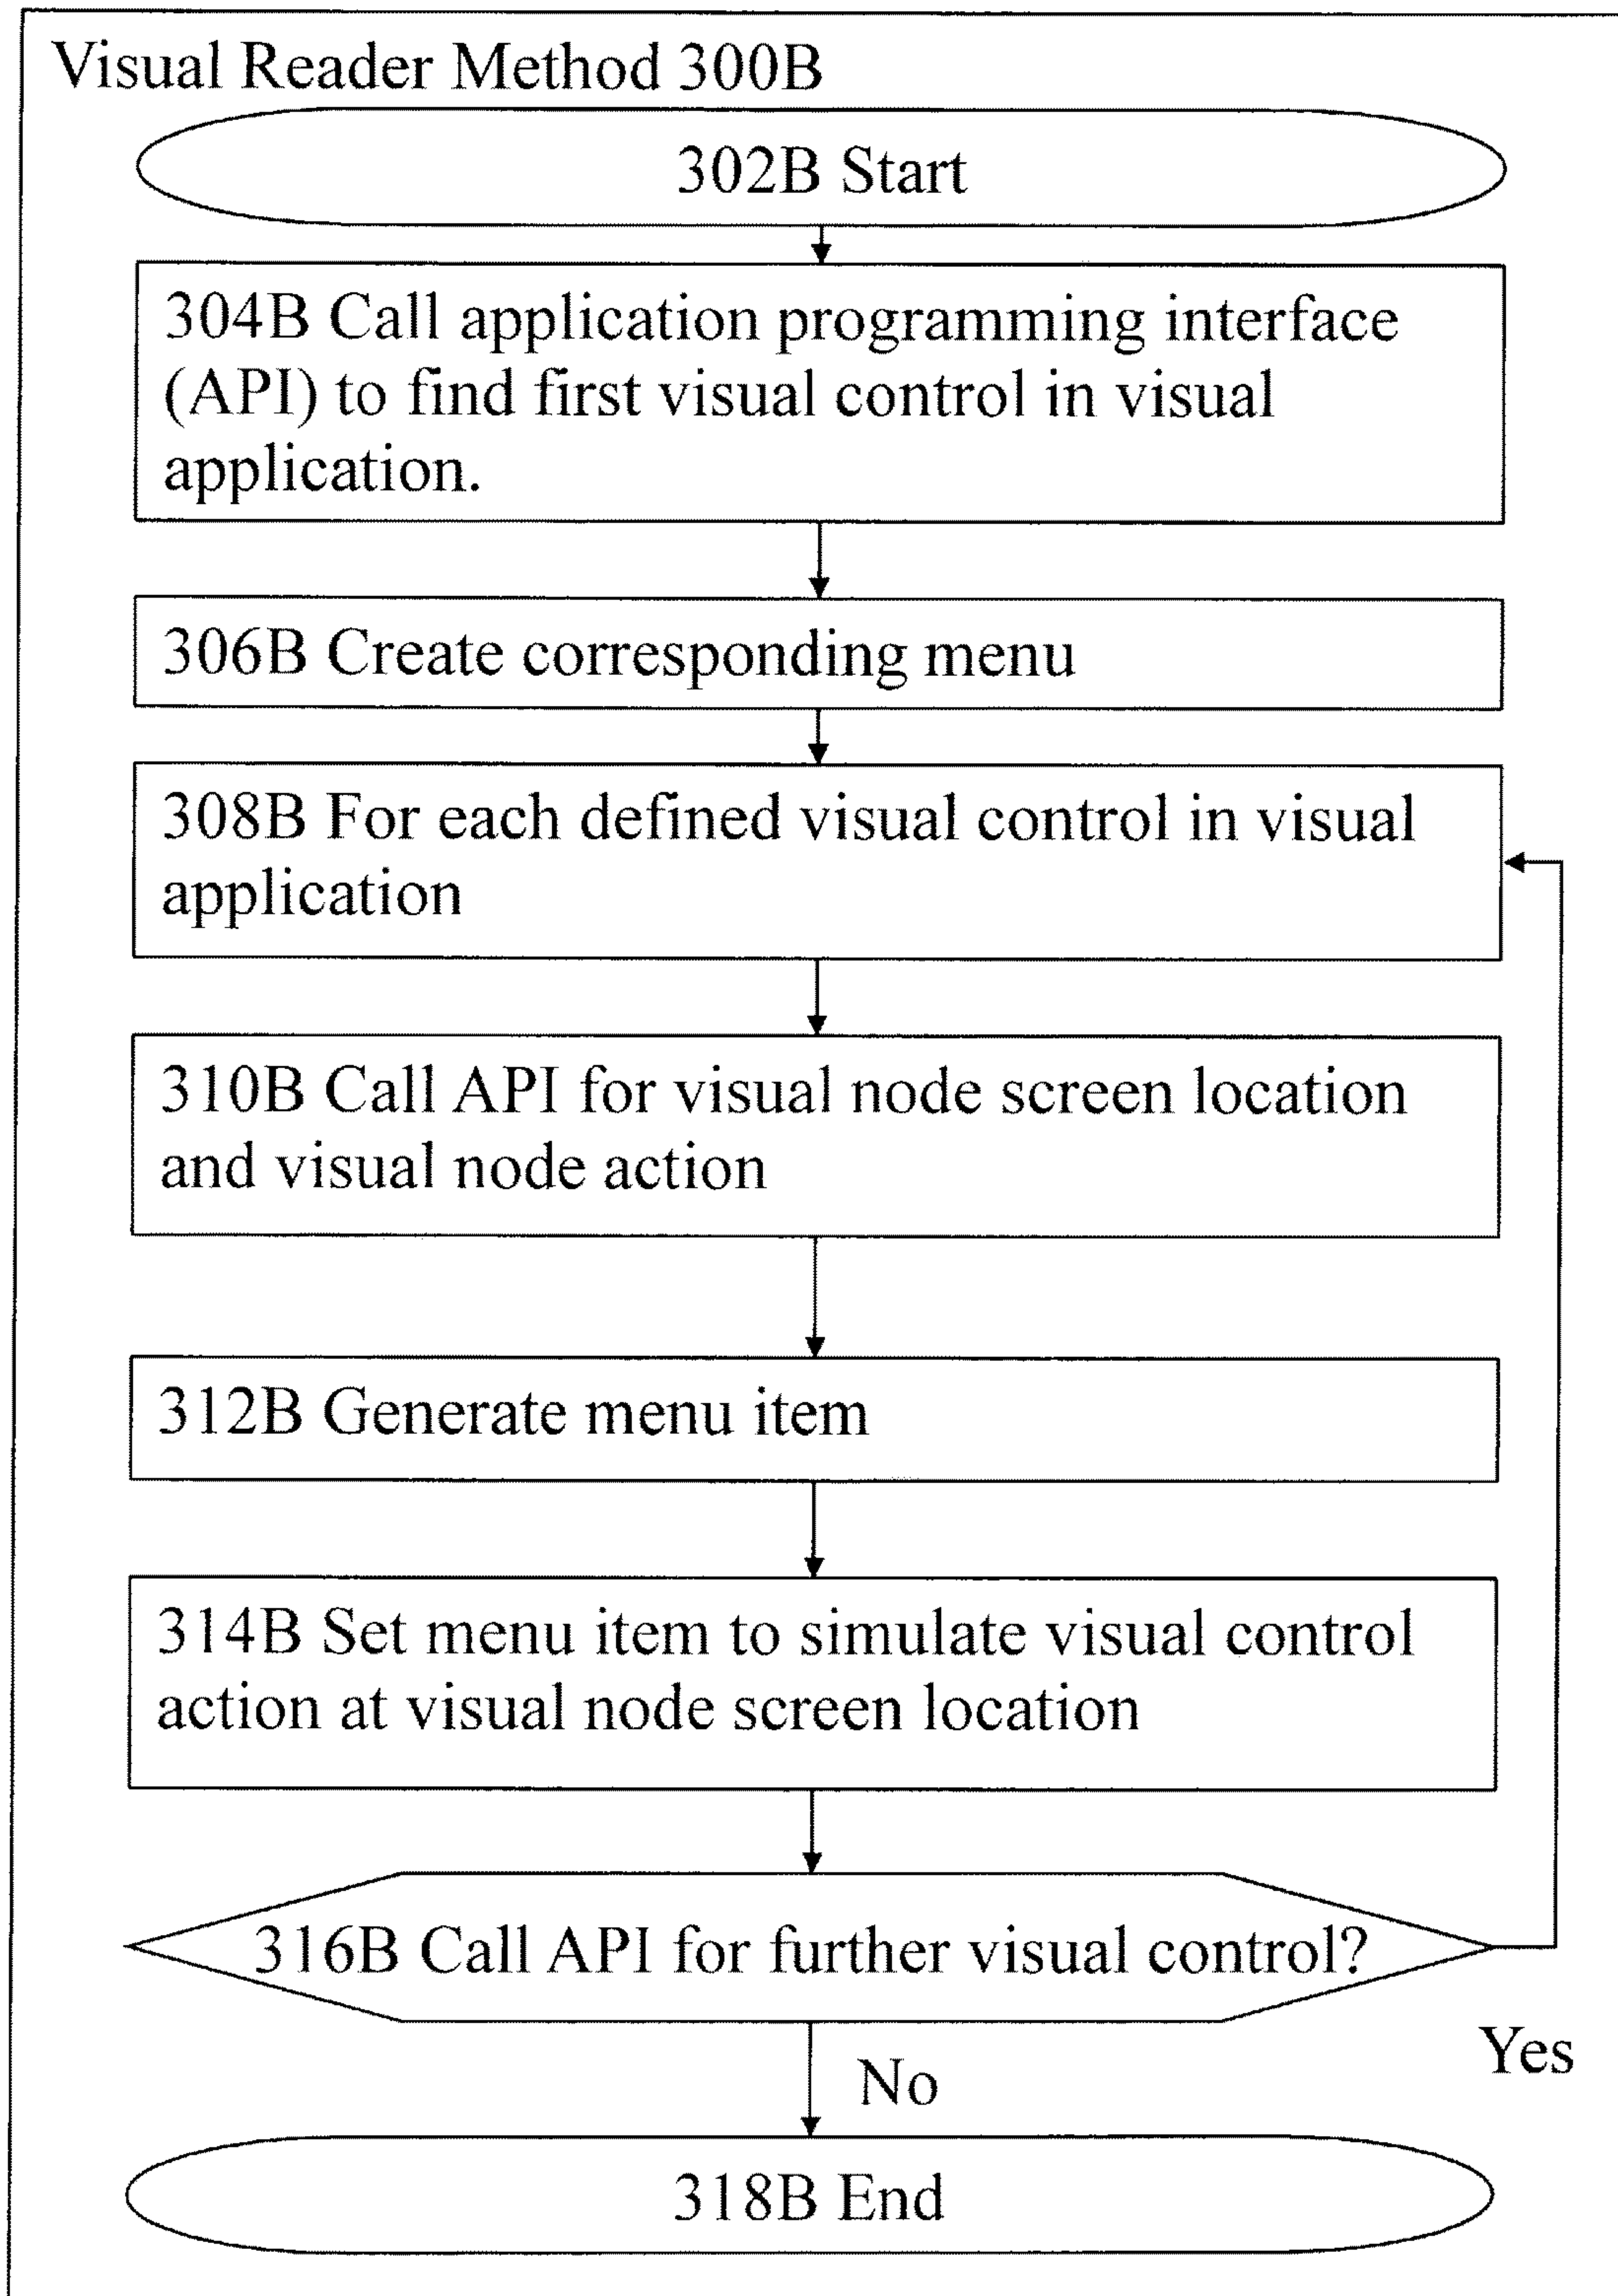 Visual Reader Method 300B
302B Start
304B Call application programming interface
(API) to find first visual control in visual
application.
306B Create corresponding menu
308B For each defined visual control in visual
application
310B Call API for visual node screen location
and visual node action
312B Generate menu item
314B Set menu item to simulate visual control
action at visual node screen location
316B Call API for further visual control?
Yes
No
318B End